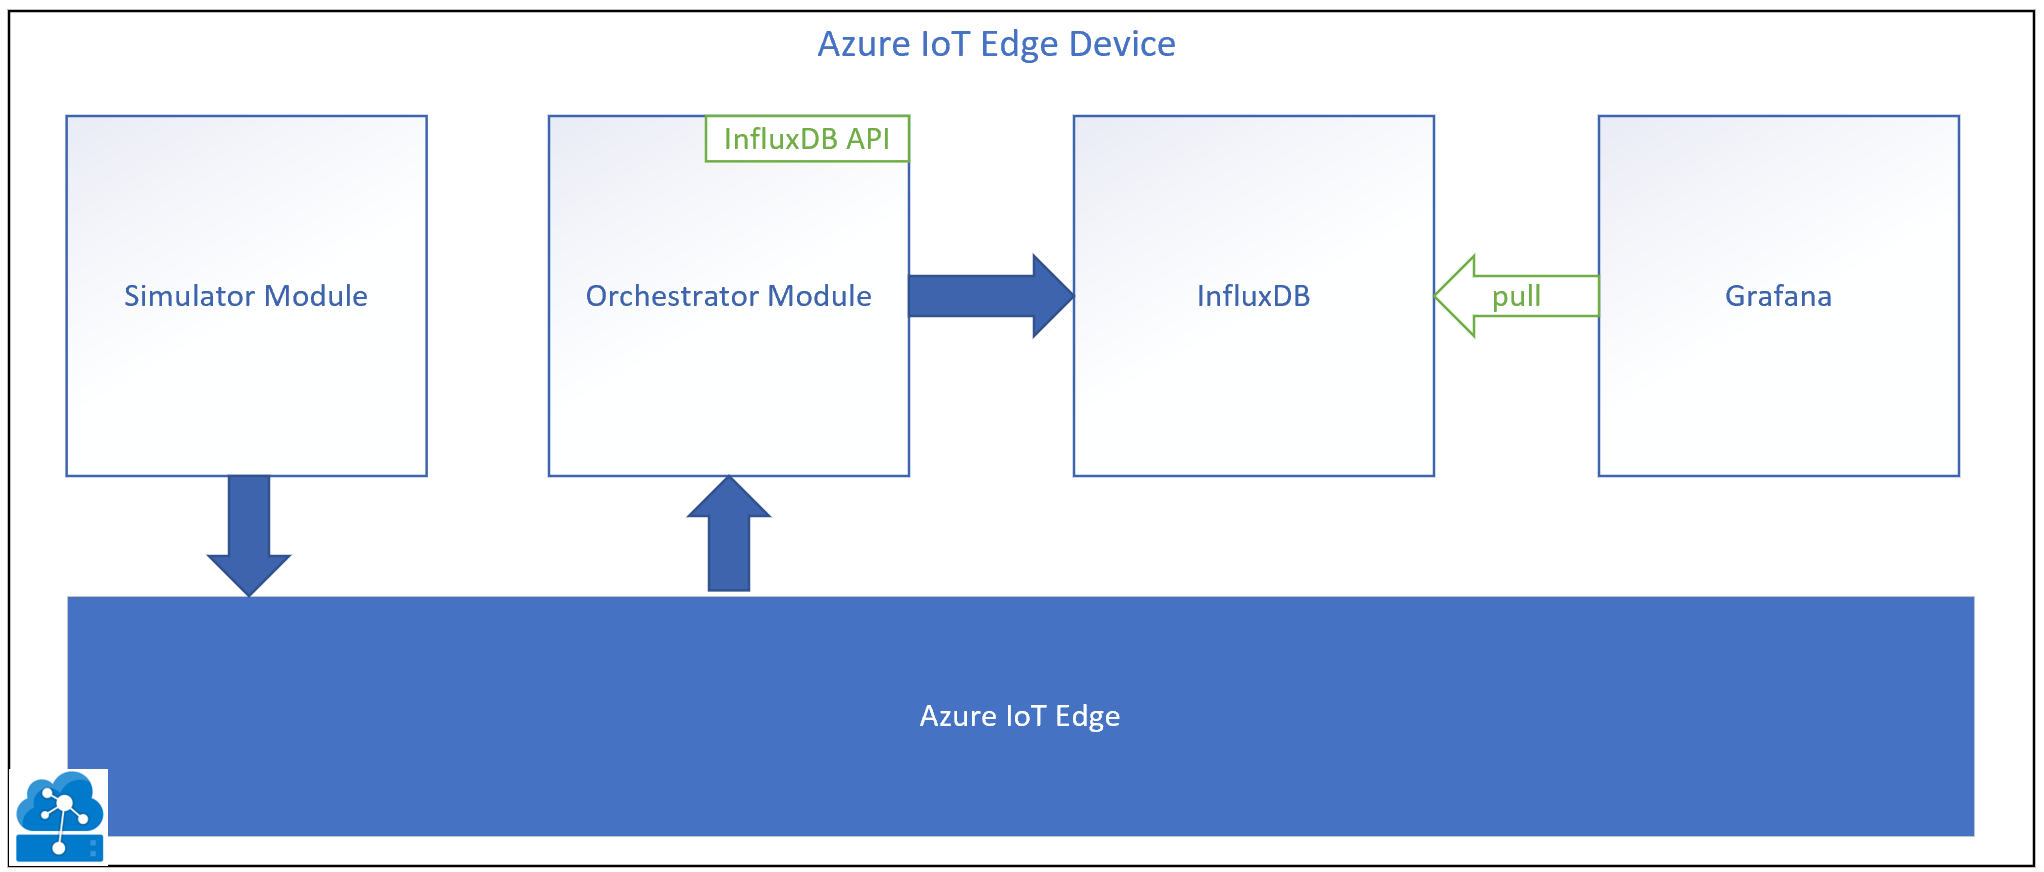 Azure IoT Edge Device
InfluxDB API
Simulator Module
Orchestrator Module
InfluxDB
pull
Grafana
Azure IoT Edge